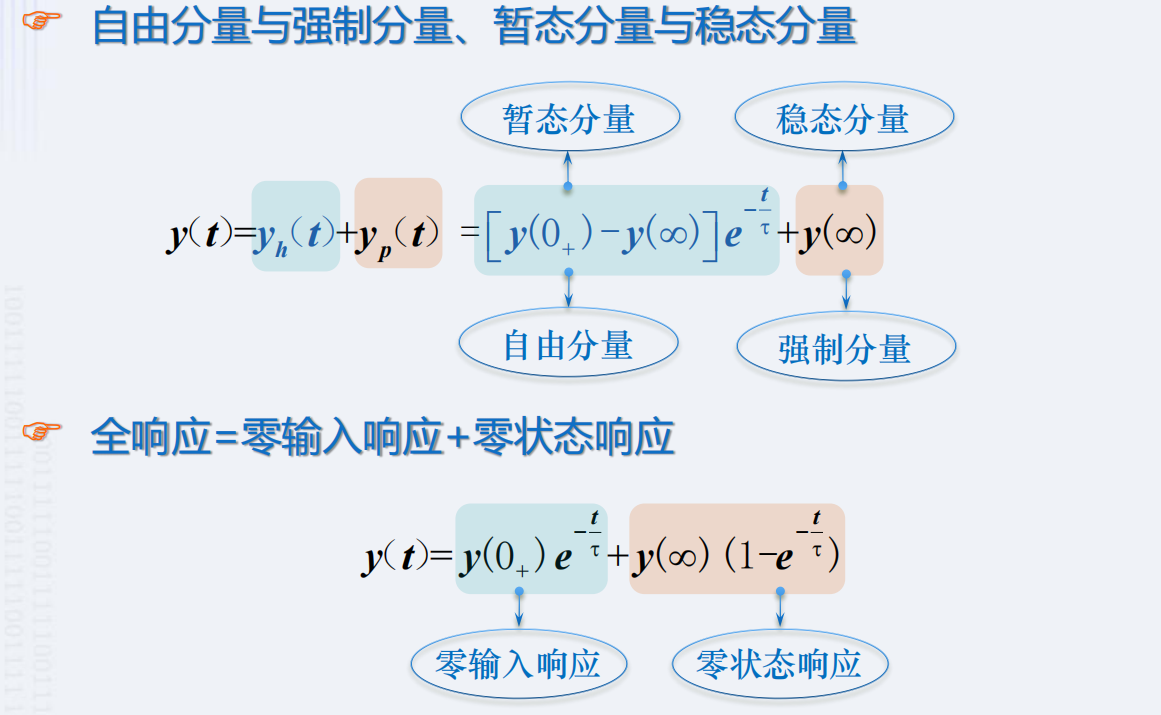 自由分量与强制分量、暂态分量与稳态分量
暂态分量 稳态分量
y(t)=y_h(t)+y_p(t) =[y(0₊)-y(∞)]e^{-t/τ}+y(∞)
自由分量 强制分量
全响应=零输入响应+零状态响应
y(t)=y(0₊)e^{-t/τ}+y(∞)(1-e^{-t/τ})
零输入响应 零状态响应